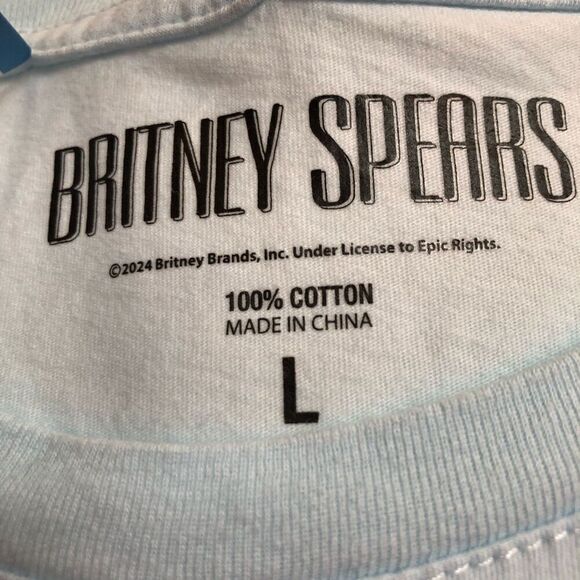 BRITNEY SPEARS
©2024 Britney Brands, Inc. Under License to Epic Rights.
100% COTTON
MADE IN CHINA
L